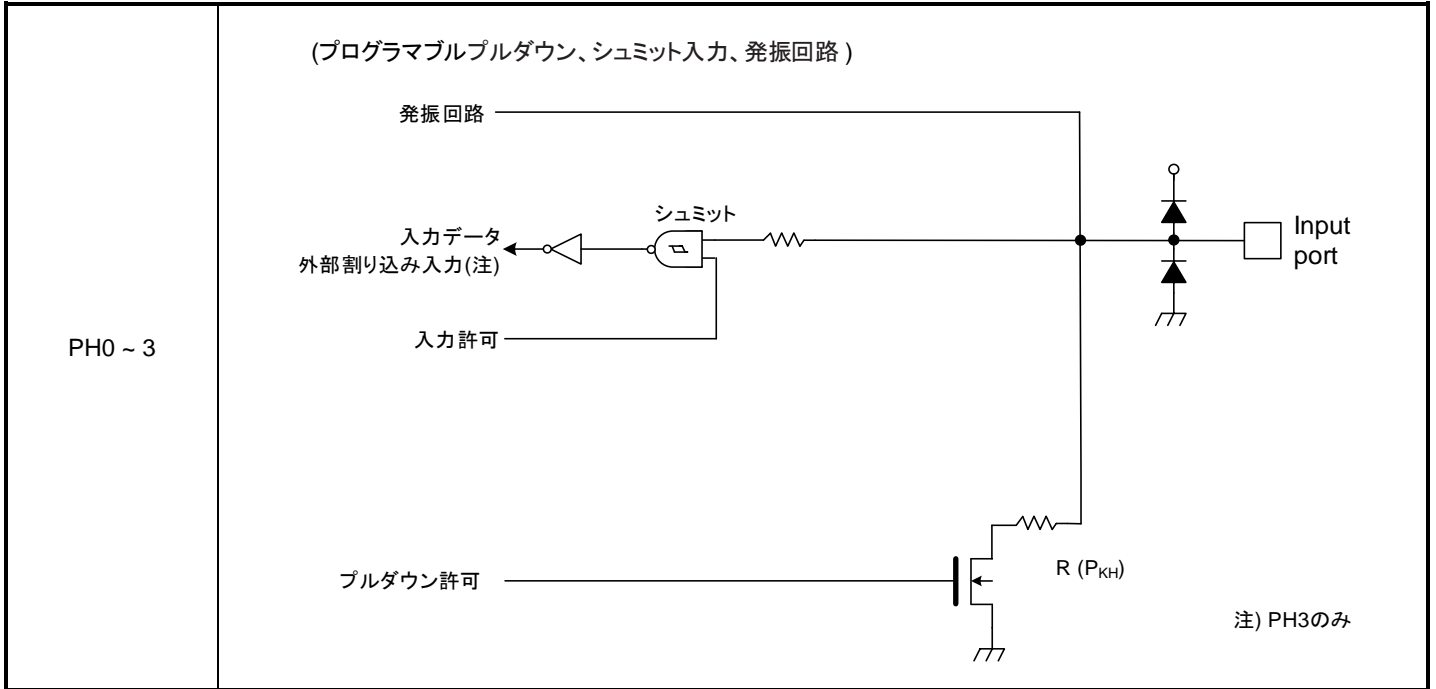 (プログラマブルプルダウン、シュミット入力、発振回路 )
発振回路
シュミット
入力データ
外部割り込み入力(注)
Input
port
入力許可
PH0 ~ 3
プルダウン許可
R (PKH)
注) PH3のみ